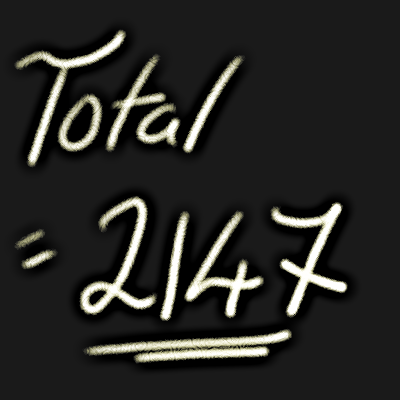 Total
= 2147